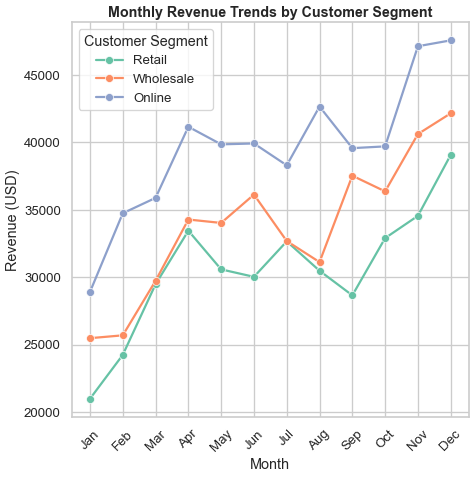 Monthly Revenue Trends by Customer Segment
Customer Segment
Retail
Wholesale
Online
Revenue (USD)
45000
40000
35000
30000
25000
20000
Jan Feb Mar Apr May Jun Jul Aug Sep Oct Nov Dec
Month